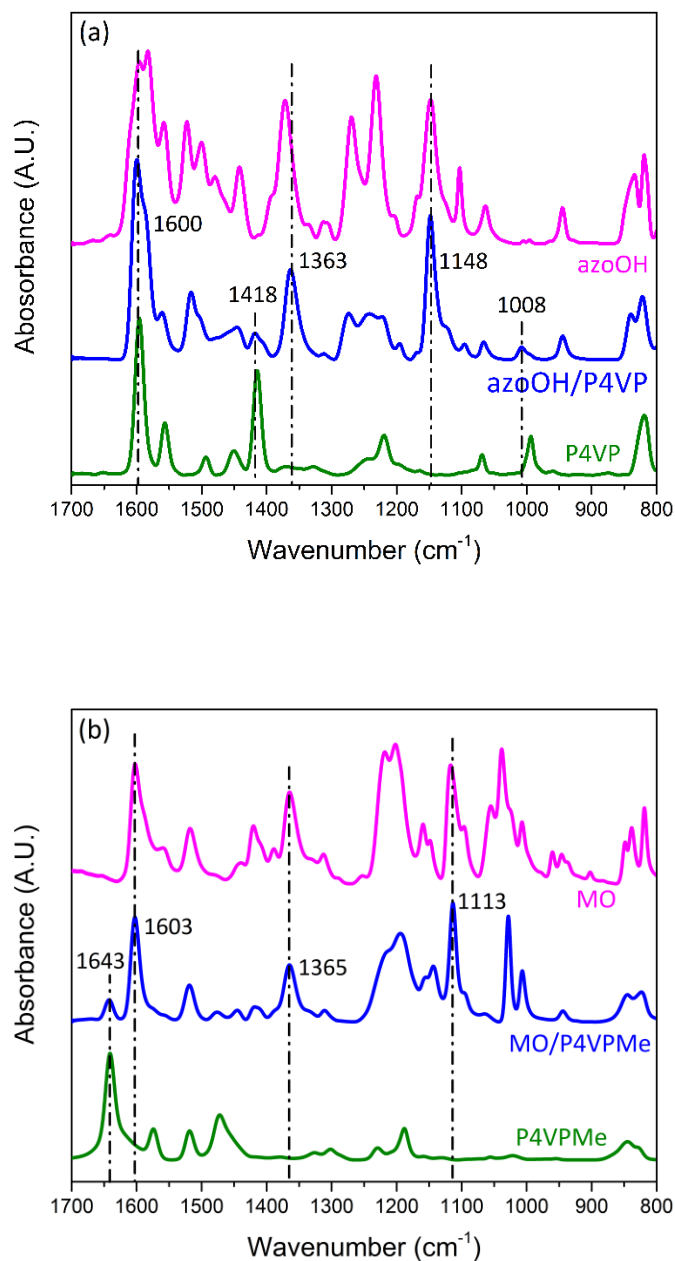 (a)
Abosorbance (A.U.)
1600
1363
1148
1418
1008
azoOH
azoOH/P4VP
P4VP
1700 1600 1500 1400 1300 1200 1100 1000 900 800
Wavenumber (cm-1)
(b)
Absorbance (A.U.)
MO
1643
1603
1365
1113
MO/P4VPMe
P4VPMe
1700 1600 1500 1400 1300 1200 1100 1000 900 800
Wavenumber (cm-1)